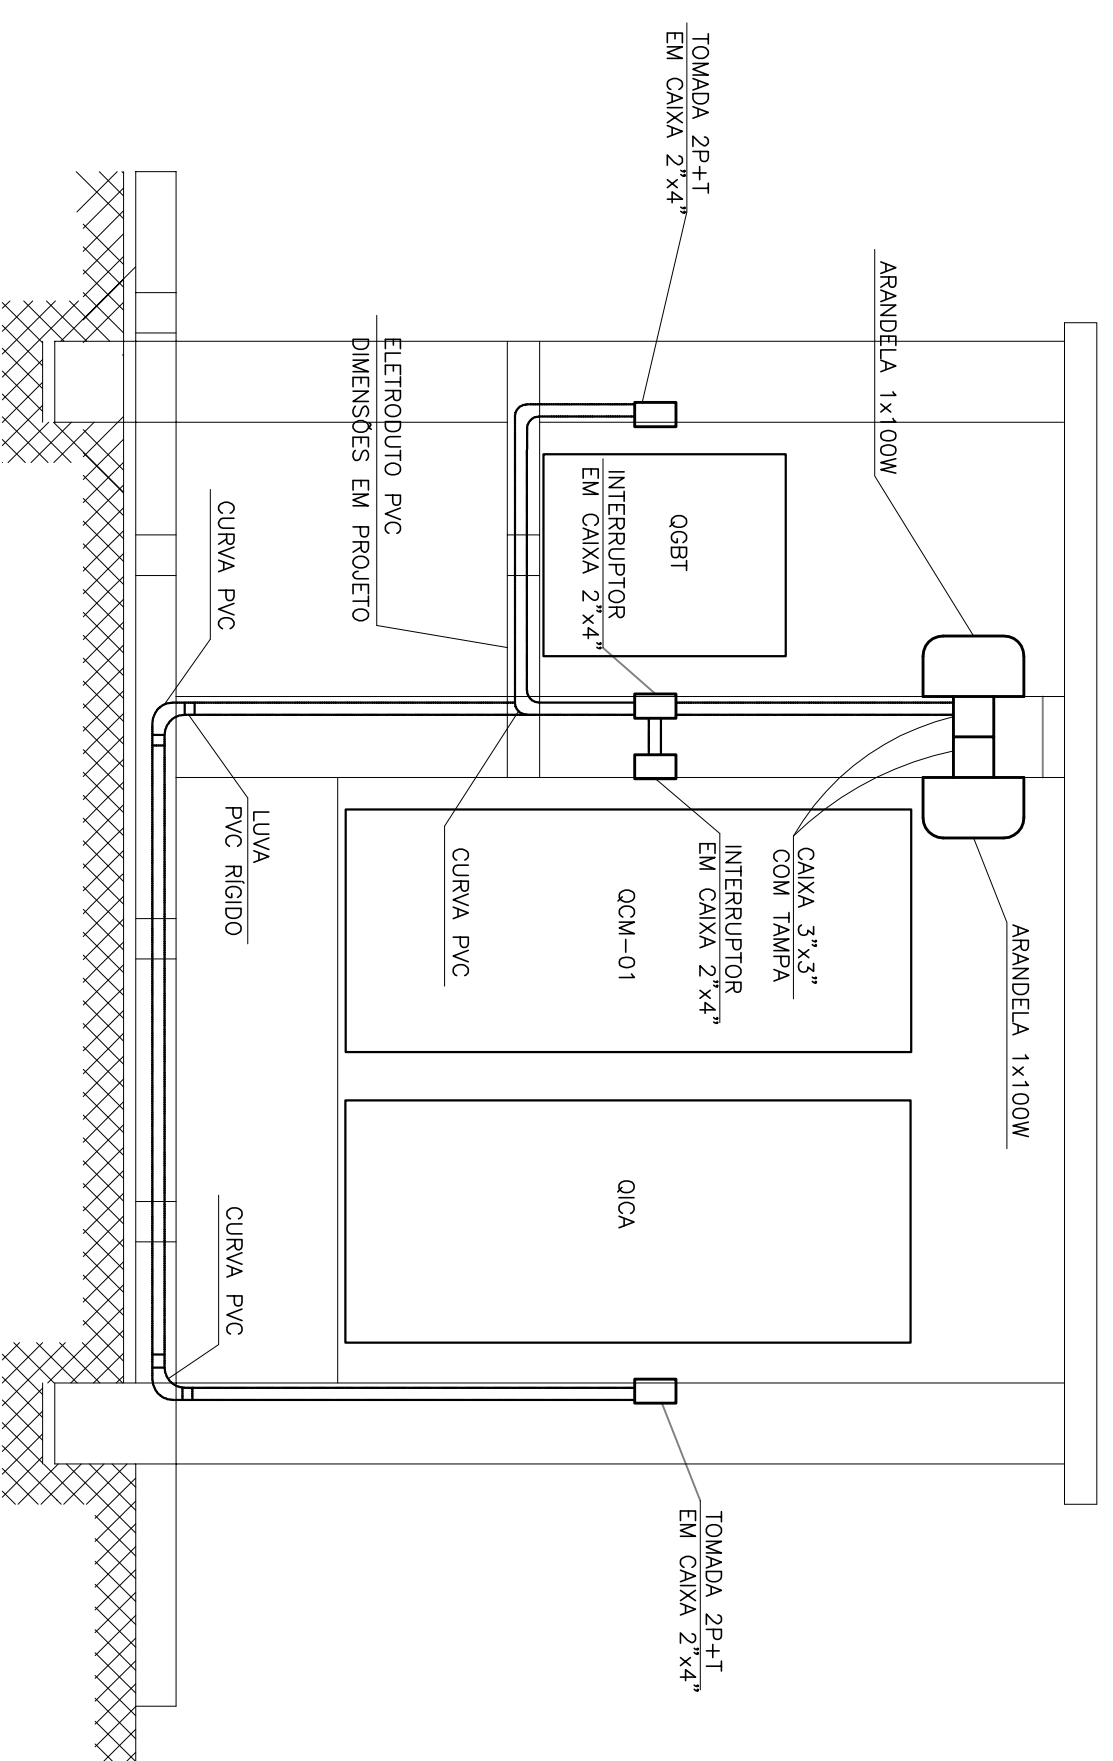 ARANDELA 1x100W
ARANDELA 1x100W
TOMADA 2P+T
EM CAIXA 2"x4"
QGBT
INTERRUPTOR
EM CAIXA 2"x4"
CAIXA 3"x3"
COM TAMPA
INTERRUPTOR
EM CAIXA 2"x4"
TOMADA 2P+T
EM CAIXA 2"x4"
QCM-01
QICA
ELETRODUTO PVC
DIMENSÕES EM PROJETO
CURVA PVC
CURVA PVC
LUVA
PVC RÍGIDO
CURVA PVC